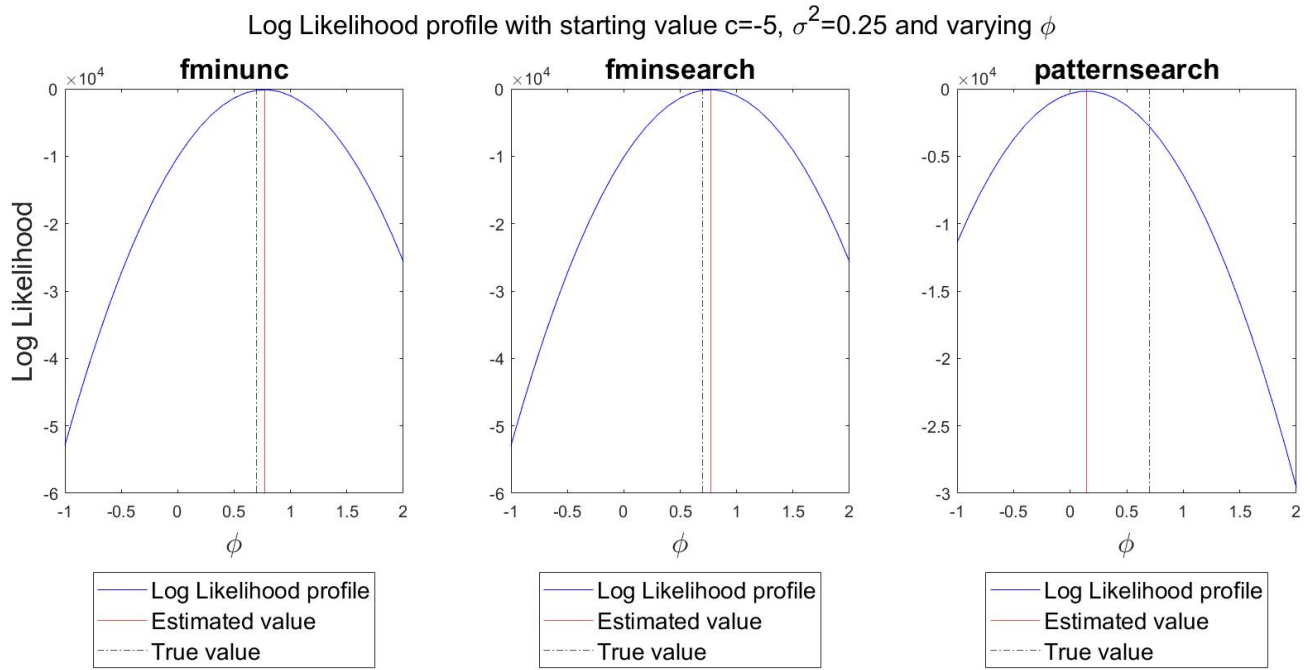 Log Likelihood profile with starting value c=-5, σ²=0.25 and varying ϕ
fminunc
×10⁴
0
-1
-2
-3
-4
-5
-6
Log Likelihood
-1 -0.5 0 0.5 1 1.5 2
ϕ
Log Likelihood profile
Estimated value
True value
fminsearch
×10⁴
0
-1
-2
-3
-4
-5
-6
-1 -0.5 0 0.5 1 1.5 2
ϕ
Log Likelihood profile
Estimated value
True value
patternsearch
×10⁴
0
-0.5
-1
-1.5
-2
-2.5
-3
-1 -0.5 0 0.5 1 1.5 2
ϕ
Log Likelihood profile
Estimated value
True value